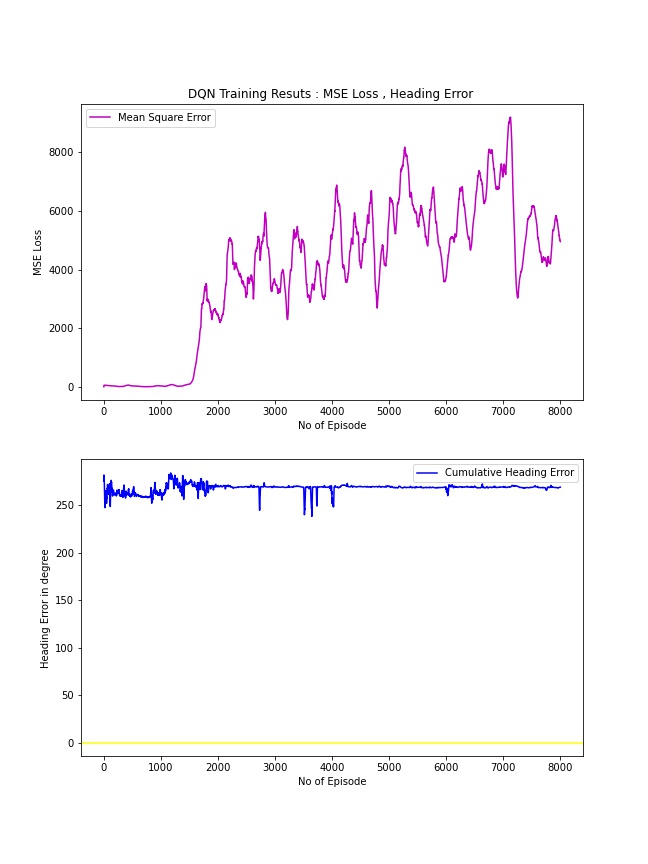 DQN Training Resuts : MSE Loss , Heading Error
Mean Square Error
MSE Loss
8000
6000
4000
2000
0
0 1000 2000 3000 4000 5000 6000 7000 8000
No of Episode
Cumulative Heading Error
Heading Error in degree
250
200
150
100
50
0
0 1000 2000 3000 4000 5000 6000 7000 8000
No of Episode